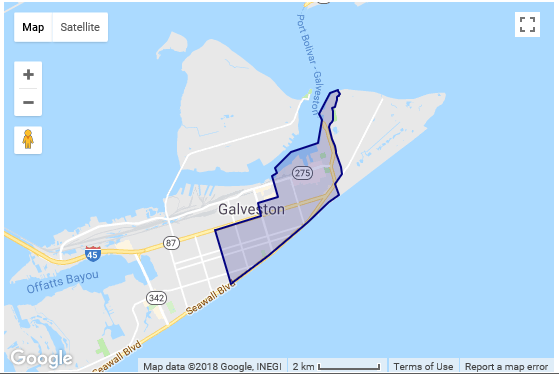 Map Satellite
Port Bolivar - Galveston
275
Galveston
87
45
Offatts Bayou
342
Seawall Blvd
Seawall Blvd
Google
Map data ©2018 Google, INEGI 2 km Terms of Use Report a map error